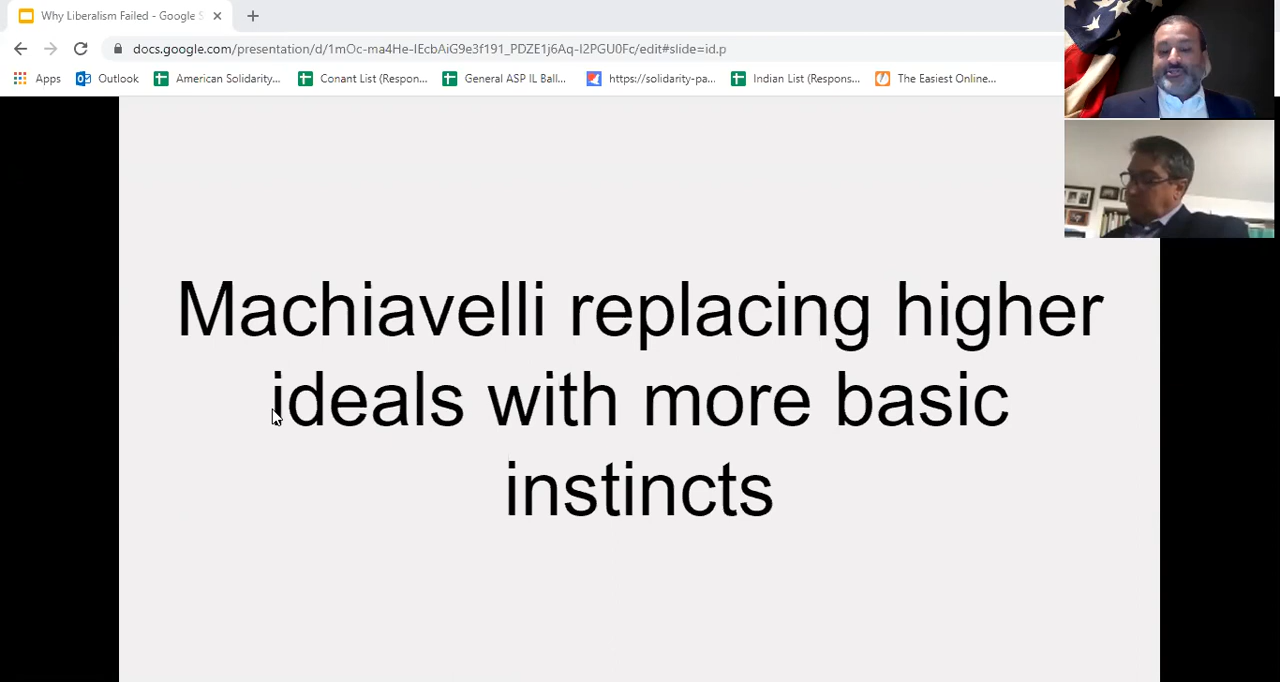 Why Liberalism Failed - Google S
docs.google.com/presentation/d/1mOc-ma4He-IEcbAiG9e3f191_PDZE1j6Aq-I2PGU0Fc/edit#slide=id.p
Apps Outlook American Solidarity... Conant List (Respon... General ASP IL Ball... https://solidarity-pa... Indian List (Respons... The Easiest Online...
Machiavelli replacing higher
ideals with more basic
instincts